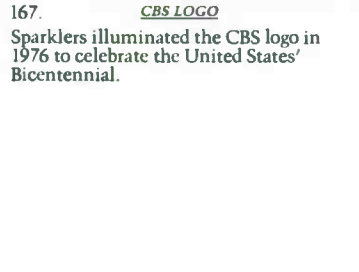 167. CBS LOGO
Sparklers illuminated the CBS logo in
1976 to celebrate the United States'
Bicentennial.